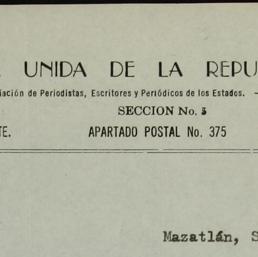 UNIDA DE LA REPU
iación de Periodistas, Escritores y Periódicos de los Estados. —
SECCION No. 5
TE. APARTADO POSTAL No. 375
Mazatlán, S